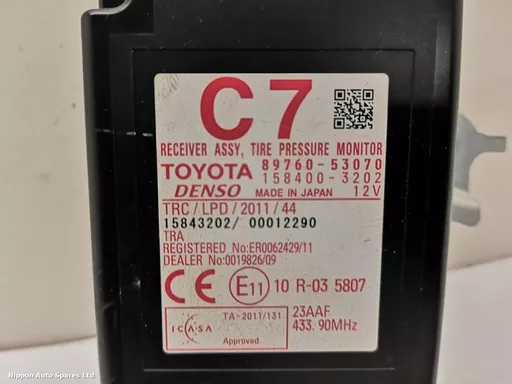 C7
RECEIVER ASSY, TIRE PRESSURE MONITOR
TOYOTA 89760-53070
158400-3202
DENSO MADE IN JAPAN 12V
TRC/LPD/2011/44
15843202/ 00012290
TRA
REGISTERED No:ER0062429/11
DEALER No:0019826/09
CE E11 10 R-03 5807
ICASA TA-2011/131 Approved
23AAF
433.90MHz
Nippon Auto Spares Ltd